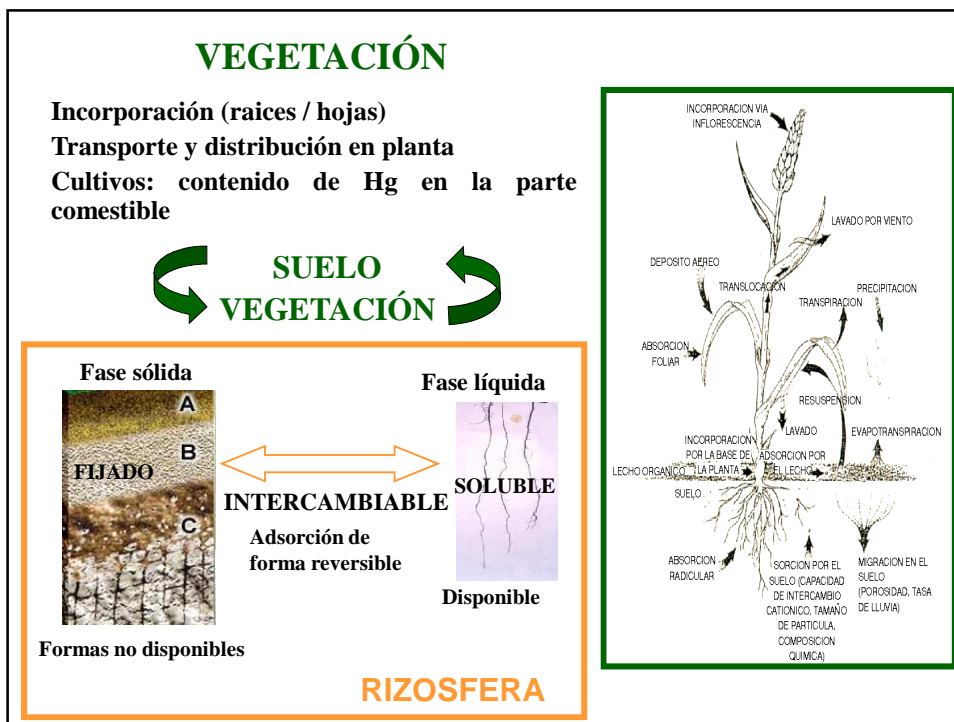 VEGETACIÓN
Incorporación (raices / hojas)
Transporte y distribución en planta
Cultivos: contenido de Hg en la parte
comestible
SUELO
VEGETACIÓN
Fase sólida
Fase líquida
A
B
FIJADO
C
INTERCAMBIABLE
SOLUBLE
Adsorción de
forma reversible
Disponible
Formas no disponibles
RIZOSFERA
INCORPORACION VIA
INFLORESCENCIA
LAVADO POR VIENTO
DEPOSITO AEREO
TRANSLOCACION
PRECIPITACION
TRANSPIRACION
ABSORCION
FOLIAR
RESUSPENSION
LAVADO
EVAPOTRANSPIRACION
INCORPORACION
POR LA BASE DE
LA PLANTA
ADSORCION POR
EL LECHO
LECHO ORGANICO
SUELO
ABSORCION
RADICULAR
SORCION POR EL
SUELO (CAPACIDAD
DE INTERCAMBIO
CATIONICO, TAMAÑO
DE PARTICULA,
COMPOSICION
QUIMICA)
MIGRACION EN EL
SUELO
(POROSIDAD, TASA
DE LLUVIA)